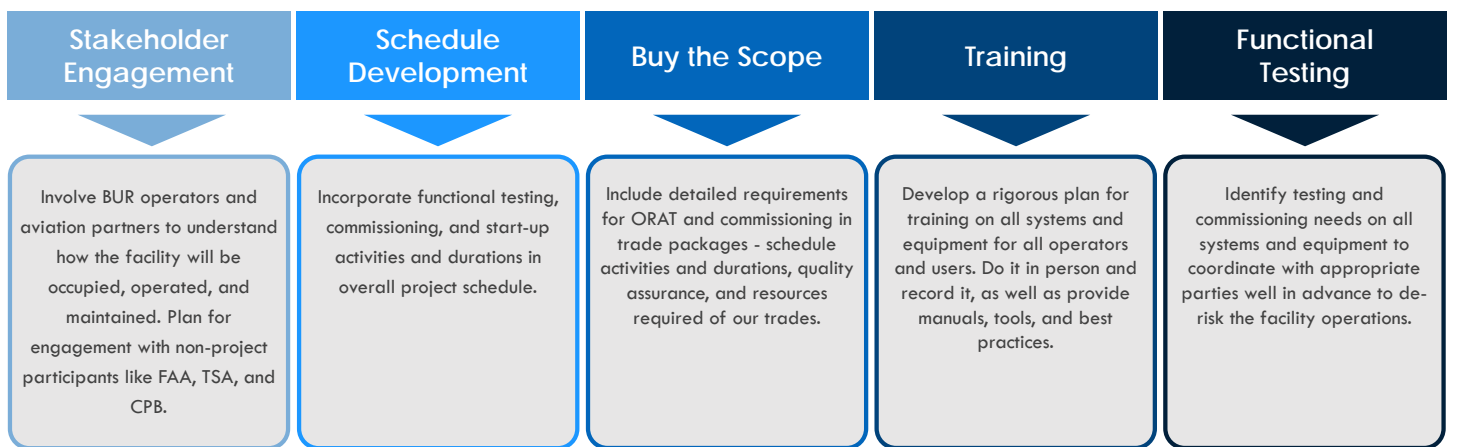 Stakeholder
Engagement
Involve BUR operators and
aviation partners to understand
how the facility will be
occupied, operated, and
maintained. Plan for
engagement with non-project
participants like FAA, TSA, and
CPB.
Schedule
Development
Incorporate functional testing,
commissioning, and start-up
activities and durations in
overall project schedule.
Buy the Scope
Include detailed requirements
for ORAT and commissioning in
trade packages - schedule
activities and durations, quality
assurance, and resources
required of our trades.
Training
Develop a rigorous plan for
training on all systems and
equipment for all operators
and users. Do it in person and
record it, as well as provide
manuals, tools, and best
practices.
Functional
Testing
Identify testing and
commissioning needs on all
systems and equipment to
coordinate with appropriate
parties well in advance to de-
risk the facility operations.